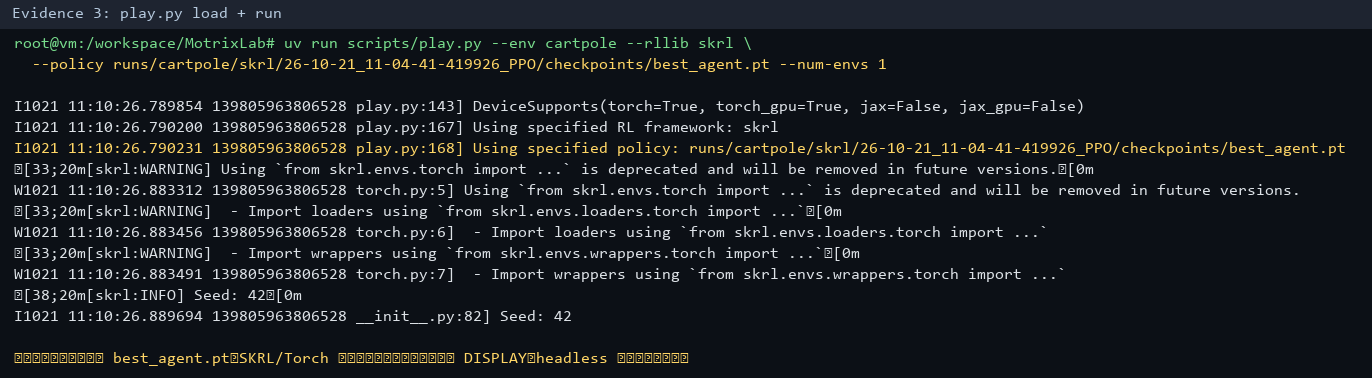 Evidence 3: play.py load + run
root@vm:/workspace/MotrixLab# uv run scripts/play.py --env cartpole --rllib skrl \
--policy runs/cartpole/skrl/26-10-21_11-04-41-419926_PPO/checkpoints/best_agent.pt --num-envs 1
I1021 11:10:26.789854 139805963806528 play.py:143] DeviceSupports(torch=True, torch_gpu=True, jax=False, jax_gpu=False)
I1021 11:10:26.790200 139805963806528 play.py:167] Using specified RL framework: skrl
I1021 11:10:26.790231 139805963806528 play.py:168] Using specified policy: runs/cartpole/skrl/26-10-21_11-04-41-419926_PPO/checkpoints/best_agent.pt
[33;20m[skrl:WARNING] Using `from skrl.envs.torch import ...` is deprecated and will be removed in future versions.[0m
W1021 11:10:26.883312 139805963806528 torch.py:5] Using `from skrl.envs.torch import ...` is deprecated and will be removed in future versions.
[33;20m[skrl:WARNING]  - Import loaders using `from skrl.envs.loaders.torch import ...`[0m
W1021 11:10:26.883456 139805963806528 torch.py:6]  - Import loaders using `from skrl.envs.loaders.torch import ...`
[33;20m[skrl:WARNING]  - Import wrappers using `from skrl.envs.wrappers.torch import ...`[0m
W1021 11:10:26.883491 139805963806528 torch.py:7]  - Import wrappers using `from skrl.envs.wrappers.torch import ...`
[38;20m[skrl:INFO] Seed: 42[0m
I1021 11:10:26.889694 139805963806528 __init__.py:82] Seed: 42
best_agent.pt SKRL/Torch DISPLAY headless